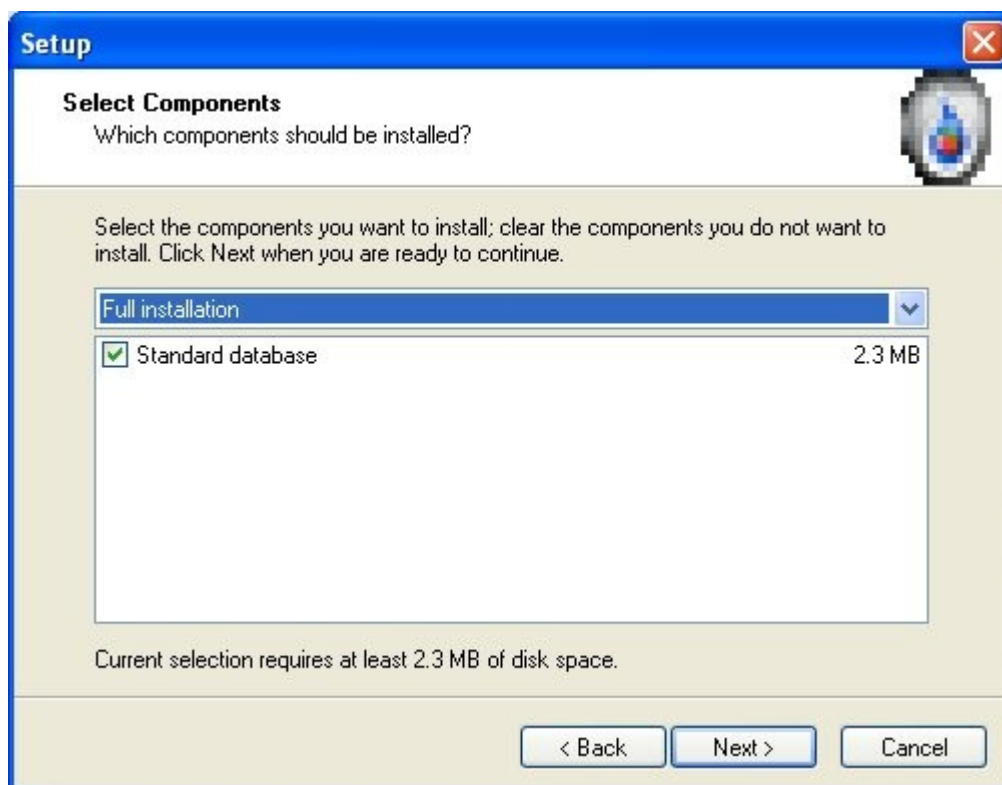 Setup
Select Components
Which components should be installed?
Select the components you want to install; clear the components you do not want to
install. Click Next when you are ready to continue.
Full installation
Standard database 2.3 MB
Current selection requires at least 2.3 MB of disk space.
< Back Next > Cancel